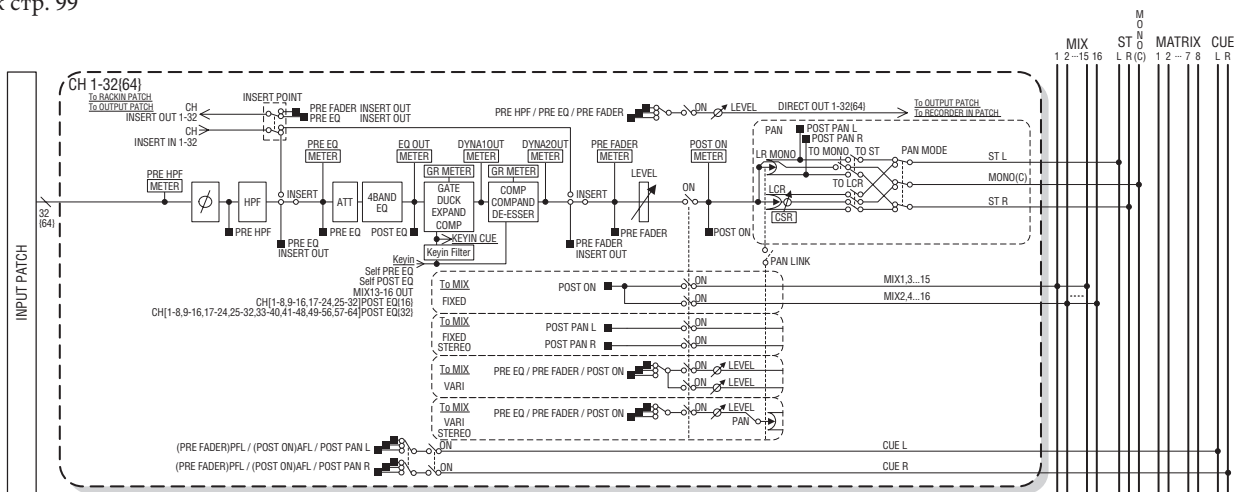 к стр. 99
MONO
MIX ST (C) MATRIX CUE
1 2 ··· 15 16 L R 1 2 ··· 7 8 L R
CH 1-32{64}
To RACKIN PATCH
To OUTPUT PATCH
CH
INSERT OUT 1-32
CH
INSERT IN 1-32
INSERT POINT
PRE FADER INSERT OUT
PRE EQ INSERT OUT
PRE HPF / PRE EQ / PRE FADER
ON
LEVEL
DIRECT OUT 1-32{64}
To OUTPUT PATCH
To RECORDER IN PATCH
PAN
POST PAN L
POST PAN R
LR MONO
TO MONO
TO ST
PAN MODE
TO LCR
LCR
CSR
ST L
MONO(C)
ST R
PRE HPF
METER
PRE EQ
METER
EQ OUT
METER
DYNA1OUT
METER
DYNA2OUT
METER
PRE FADER
METER
POST ON
METER
GR METER
GR METER
LEVEL
ON
32
{64}
INPUT PATCH
Ø
HPF
INSERT
ATT
4BAND
EQ
GATE
DUCK
EXPAND
COMP
COMP
COMPAND
DE-ESSER
INSERT
PRE HPF
PRE EQ
INSERT OUT
PRE EQ
POST EQ
KEYIN CUE
Keyin Filter
PRE FADER
INSERT OUT
PRE FADER
POST ON
PAN LINK
Keyin
Self PRE EQ
Self POST EQ
MIX13-16 OUT
CH[1-8,9-16,17-24,25-32]POST EQ(16)
CH[1-8,9-16,17-24,25-32,33-40,41-48,49-56,57-64]POST EQ{32}
To MIX
FIXED
POST ON
ON
ON
MIX1,3...15
MIX2,4...16
To MIX
FIXED
STEREO
POST PAN L
POST PAN R
ON
ON
To MIX
VARI
PRE EQ / PRE FADER / POST ON
ON
LEVEL
ON
LEVEL
To MIX
VARI
STEREO
PRE EQ / PRE FADER / POST ON
ON
LEVEL
PAN
(PRE FADER)PFL / (POST ON)AFL / POST PAN L
ON
CUE L
(PRE FADER)PFL / (POST ON)AFL / POST PAN R
ON
CUE R